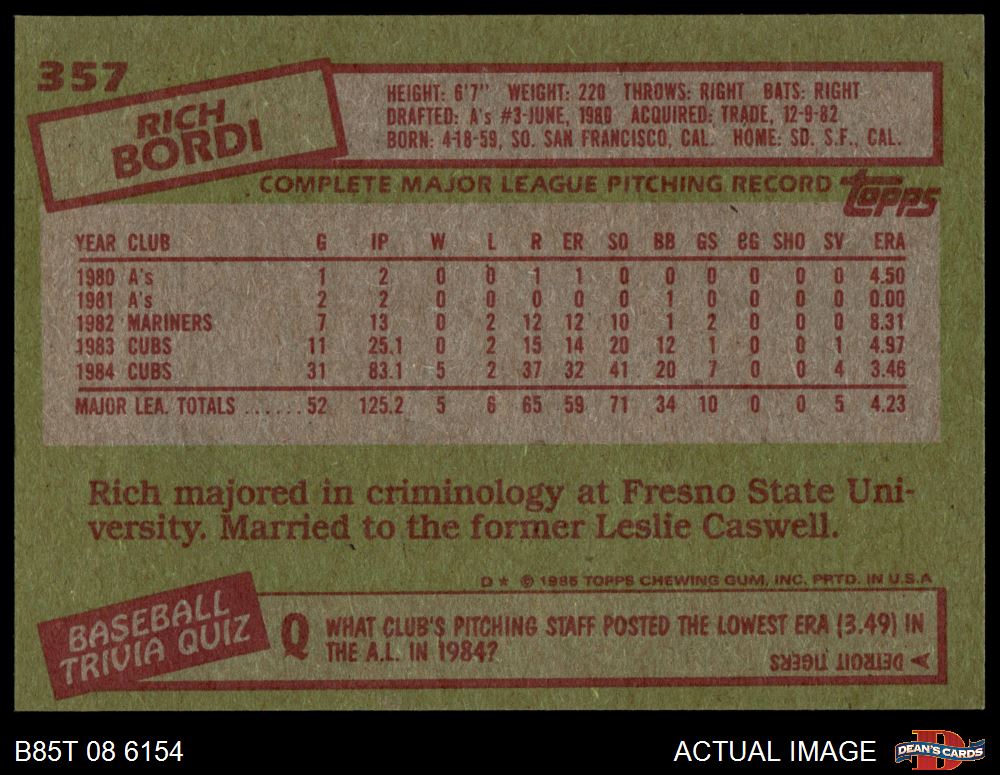 357
RICH
BORDI
HEIGHT: 6'7" WEIGHT: 220 THROWS: RIGHT BATS: RIGHT
DRAFTED: A's #3-JUNE, 1980 ACQUIRED: TRADE, 12-9-82
BORN: 4-18-59, SO. SAN FRANCISCO, CAL. HOME: SO. S.F., CAL.
COMPLETE MAJOR LEAGUE PITCHING RECORD
topps
YEAR CLUB G IP W L R ER SO BB GS CG SHO SV ERA
1980 A's 1 2 0 0 1 1 0 0 0 0 0 0 4.50
1981 A's 2 2 0 0 0 0 0 1 0 0 0 0 0.00
1982 MARINERS 7 13 0 2 12 12 10 1 2 0 0 0 8.31
1983 CUBS 11 25.1 0 2 15 14 20 12 1 0 0 1 4.97
1984 CUBS 31 83.1 5 2 37 32 41 20 7 0 0 4 3.46
MAJOR LEA. TOTALS ...... 52 125.2 5 6 65 59 71 34 10 0 0 5 4.23
Rich majored in criminology at Fresno State Uni-
versity. Married to the former Leslie Caswell.
D* © 1985 TOPPS CHEWING GUM, INC. PRTD. IN U.S.A
BASEBALL
TRIVIA QUIZ
Q WHAT CLUB'S PITCHING STAFF POSTED THE LOWEST ERA (3.49) IN
THE A.L. IN 1984?
A DETROIT TIGERS
B85T 08 6154
ACTUAL IMAGE
D
DEAN'S CARDS